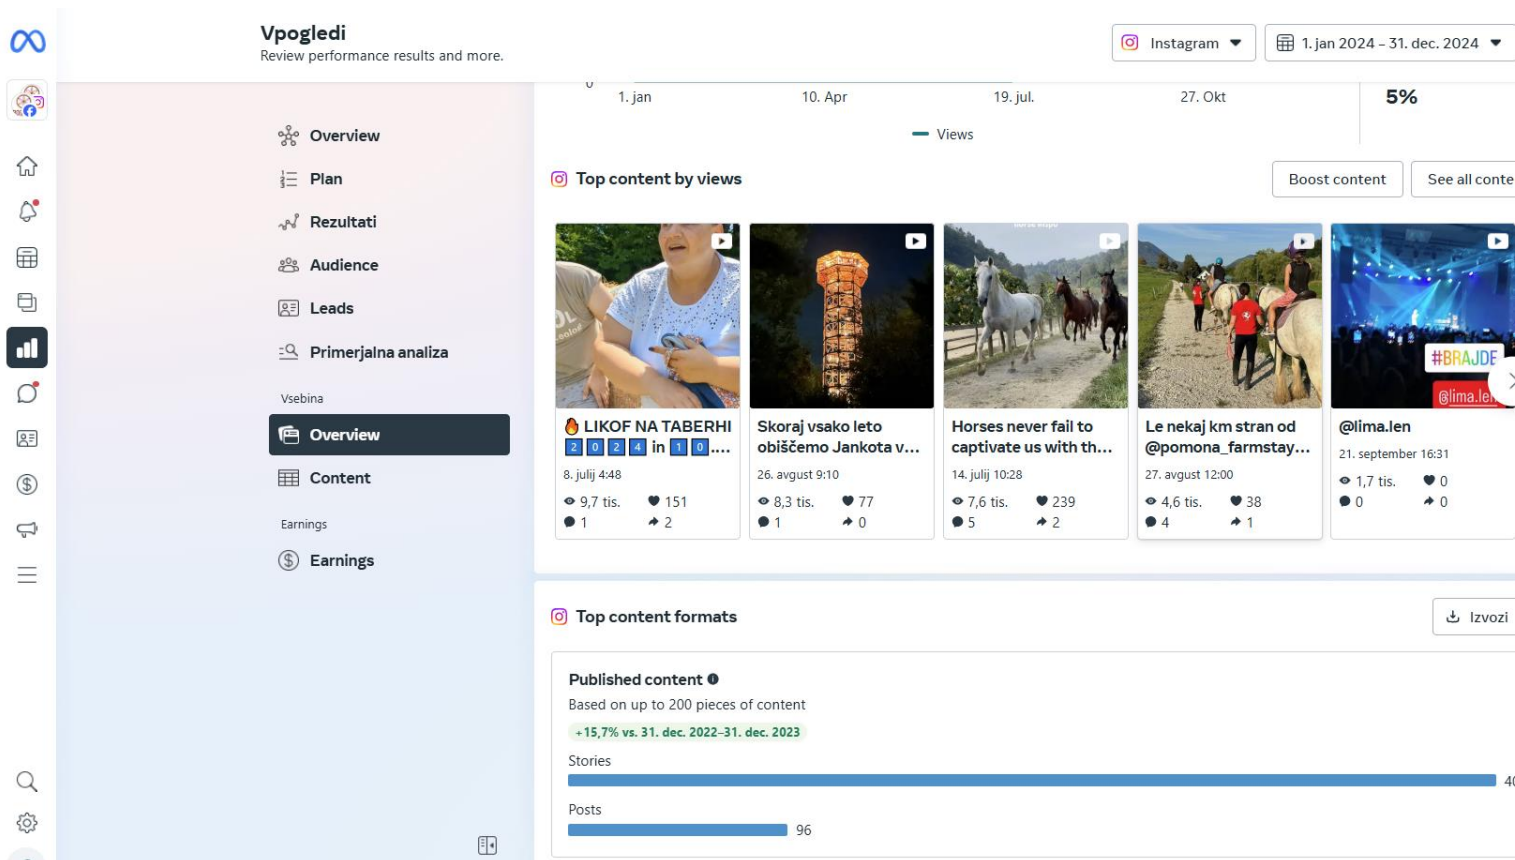 Vpogledi
Review performance results and more.
Instagram
1. jan 2024 – 31. dec. 2024
Overview
Plan
Rezultati
Audience
Leads
Primerjalna analiza
Vsebina
Overview
Content
Earnings
Earnings
0
1. jan
10. Apr
19. jul.
27. Okt
5%
Views
Top content by views
Boost content
See all conte
🔥 LIKOF NA TABERHI
2 0 2 4 in 1 0 ....
8. julij 4:48
9,7 tis.
151
1
2
Skoraj vsako leto
obiščemo Jankota v...
26. avgust 9:10
8,3 tis.
77
1
0
Horses never fail to
captivate us with th...
14. julij 10:28
7,6 tis.
239
5
2
Le nekaj km stran od
@pomona_farmstay...
27. avgust 12:00
4,6 tis.
38
4
1
#BRAJDE
@lima.len
@lima.len
21. september 16:31
1,7 tis.
0
0
0
Top content formats
Izvozi
Published content
Based on up to 200 pieces of content
+15,7% vs. 31. dec. 2022–31. dec. 2023
Stories
40
Posts
96